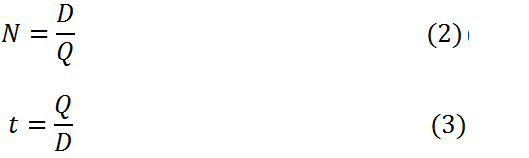 N = D/Q (2)
t = Q/D (3)